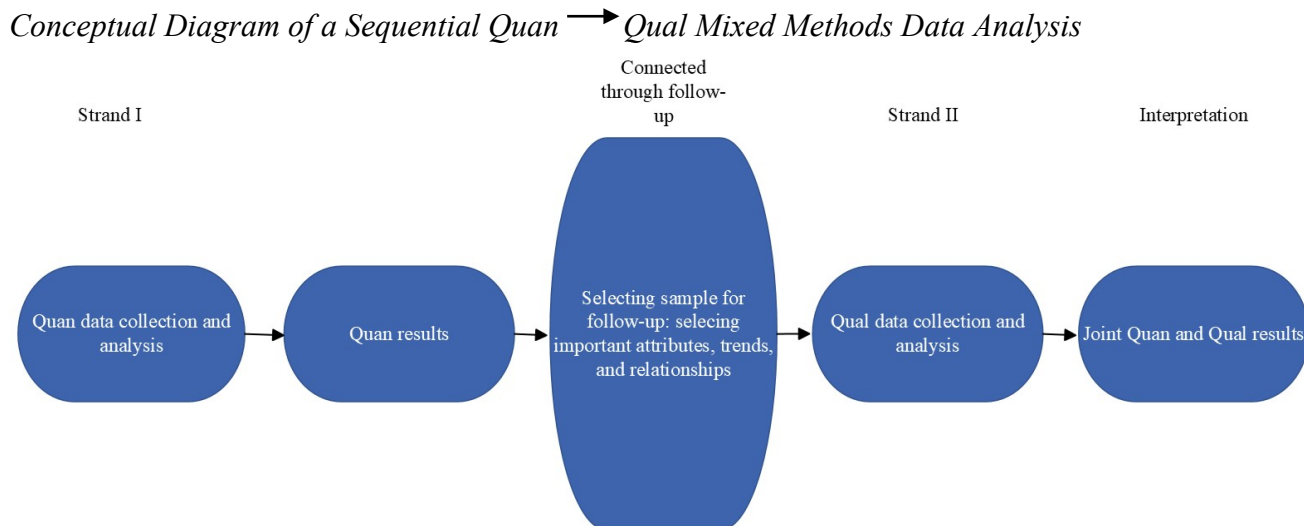 Conceptual Diagram of a Sequential Quan → Qual Mixed Methods Data Analysis
Strand I
Connected
through follow-
up
Strand II
Interpretation
Quan data collection and
analysis
Quan results
Selecting sample for
follow-up: selecing
important attributes, trends,
and relationships
Qual data collection and
analysis
Joint Quan and Qual results